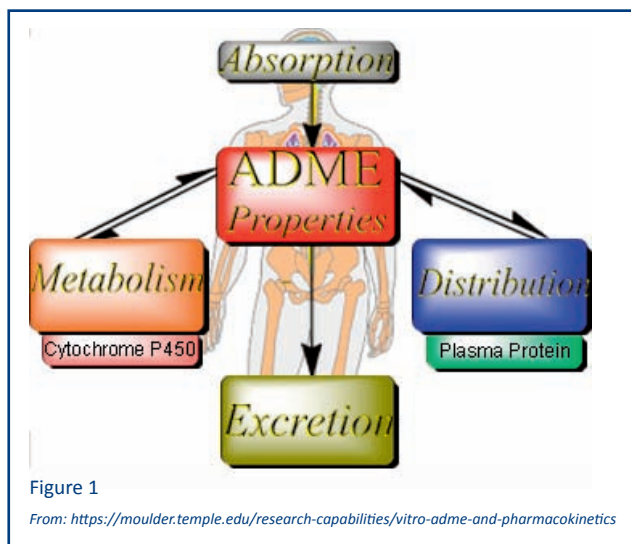 Absorption
ADME
Properties
Metabolism
Distribution
Cytochrome P450
Plasma Protein
Excretion
Figure 1
From: https://moulder.temple.edu/research-capabilities/vitro-adme-and-pharmacokinetics